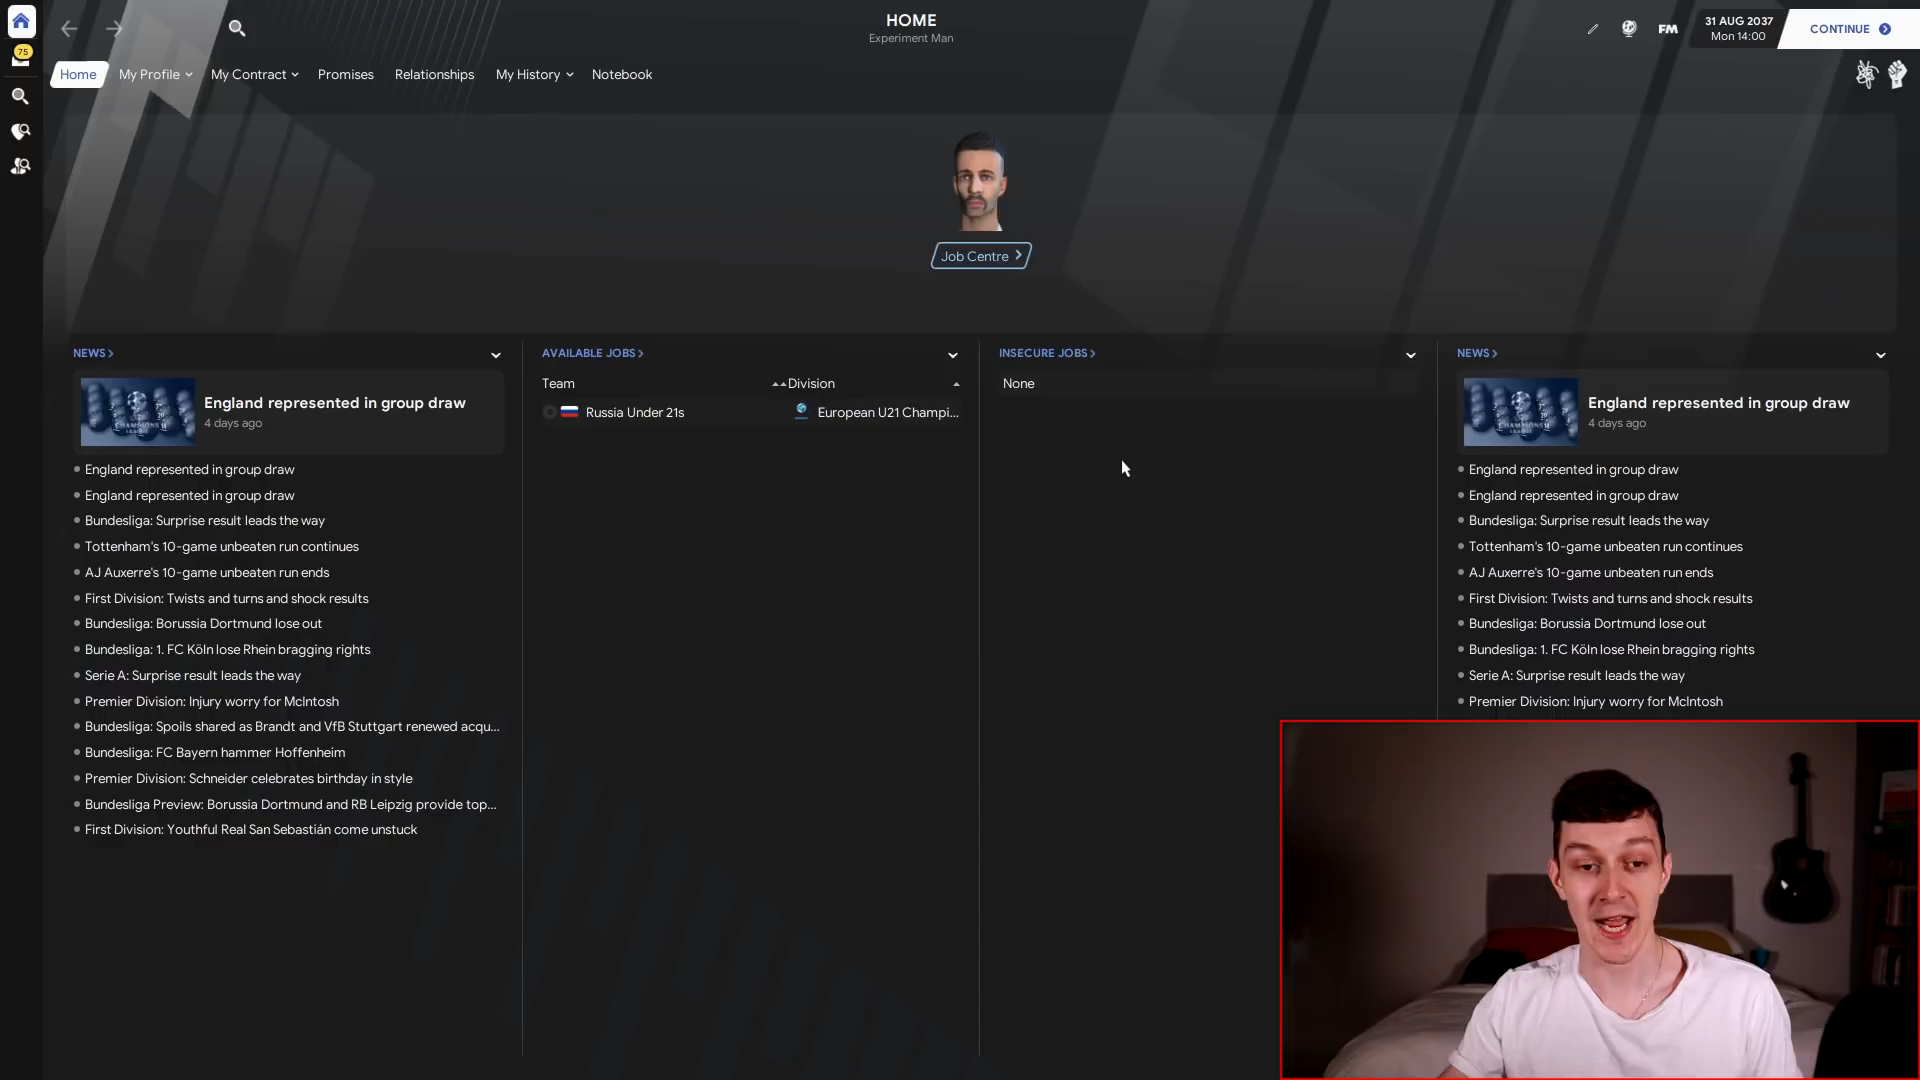 HOME
Experiment Man
75
FM
31 AUG 2037
Mon 14:00
CONTINUE
Home
My Profile
My Contract
Promises
Relationships
My History
Notebook
Job Centre
NEWS
England represented in group draw
4 days ago
England represented in group draw
England represented in group draw
Bundesliga: Surprise result leads the way
Tottenham's 10-game unbeaten run continues
AJ Auxerre's 10-game unbeaten run ends
First Division: Twists and turns and shock results
Bundesliga: Borussia Dortmund lose out
Bundesliga: 1. FC Köln lose Rhein bragging rights
Serie A: Surprise result leads the way
Premier Division: Injury worry for McIntosh
Bundesliga: Spoils shared as Brandt and VfB Stuttgart renewed acqu...
Bundesliga: FC Bayern hammer Hoffenheim
Premier Division: Schneider celebrates birthday in style
Bundesliga Preview: Borussia Dortmund and RB Leipzig provide top...
First Division: Youthful Real San Sebastián come unstuck
AVAILABLE JOBS
Team Division
Russia Under 21s European U21 Champi...
INSECURE JOBS
None
NEWS
England represented in group draw
4 days ago
England represented in group draw
England represented in group draw
Bundesliga: Surprise result leads the way
Tottenham's 10-game unbeaten run continues
AJ Auxerre's 10-game unbeaten run ends
First Division: Twists and turns and shock results
Bundesliga: Borussia Dortmund lose out
Bundesliga: 1. FC Köln lose Rhein bragging rights
Serie A: Surprise result leads the way
Premier Division: Injury worry for McIntosh